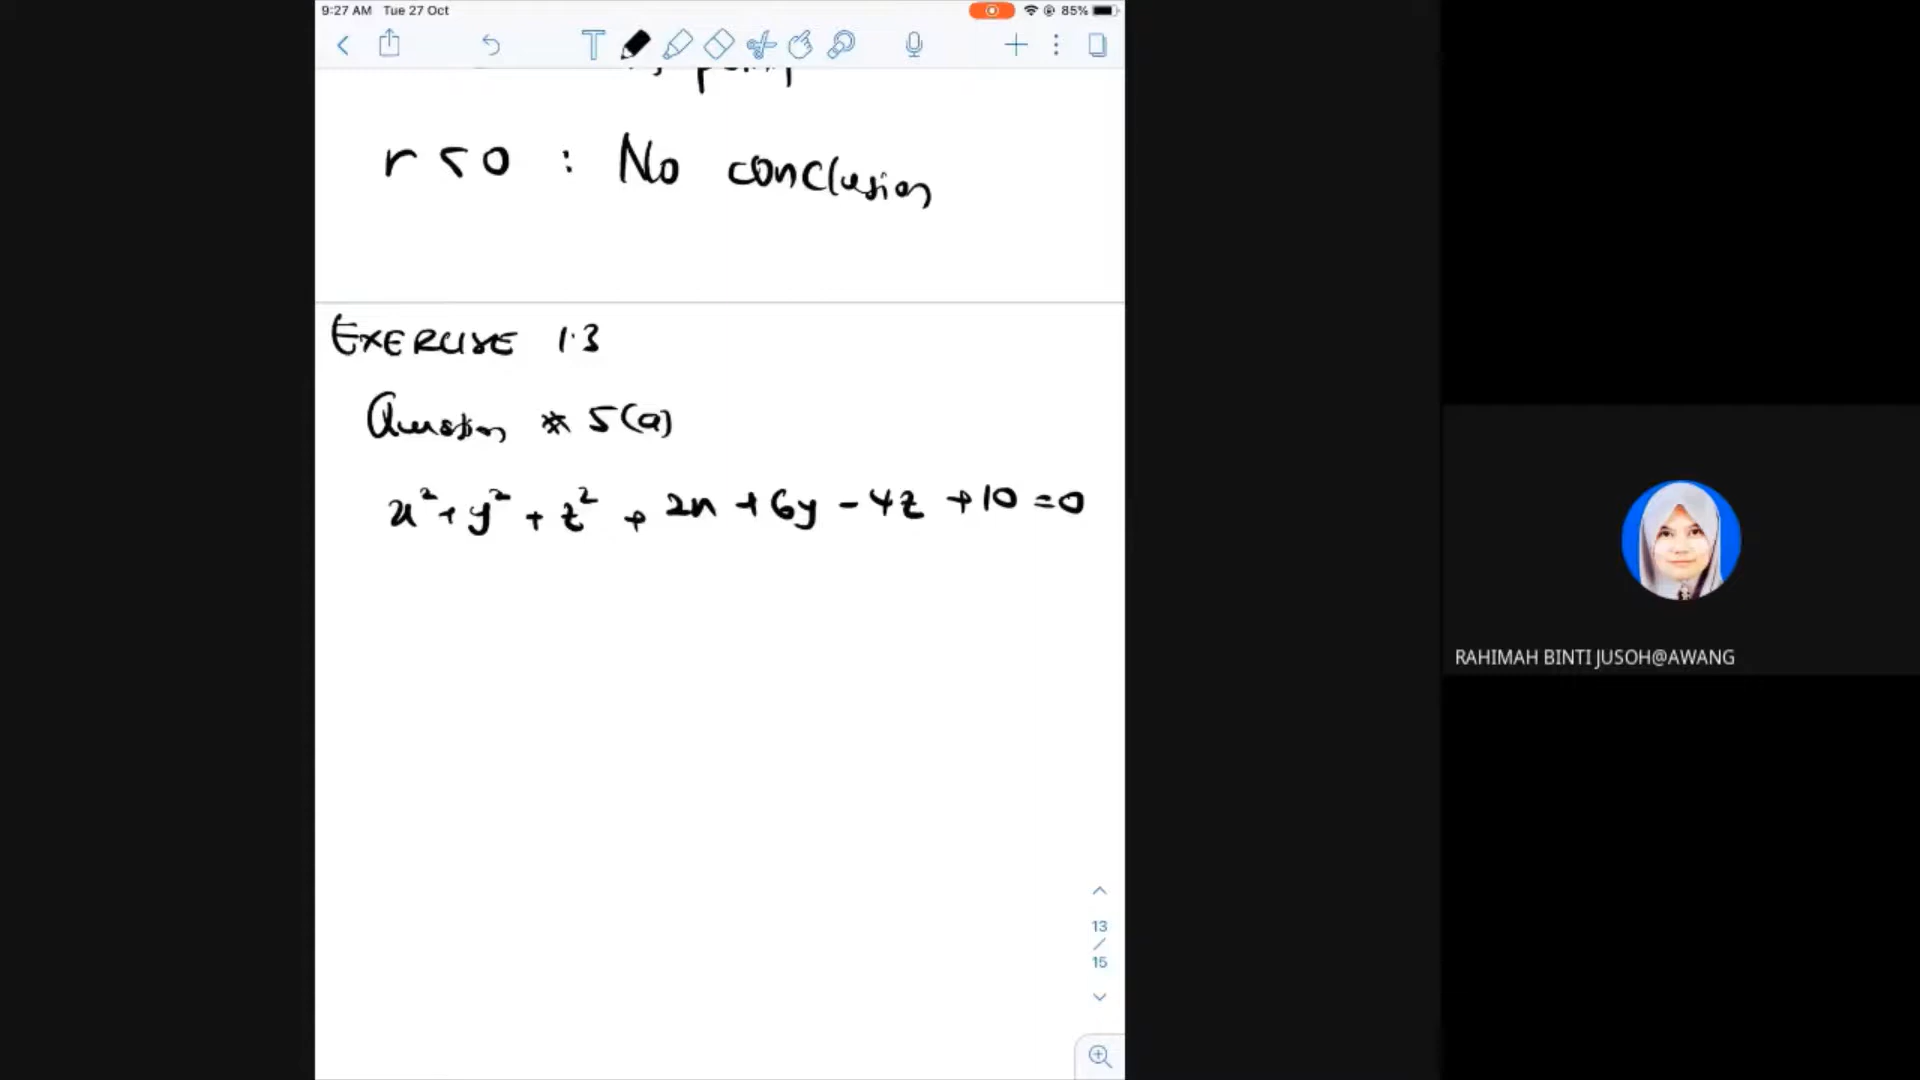 9:27 AM Tue 27 Oct
85%
T
r < 0 : No conclusion
EXERCISE 1.3
Question * 5(a)
x² + y² + z² + 2x + 6y - 4z + 10 = 0
RAHIMAH BINTI JUSOH@AWANG
13
/
15